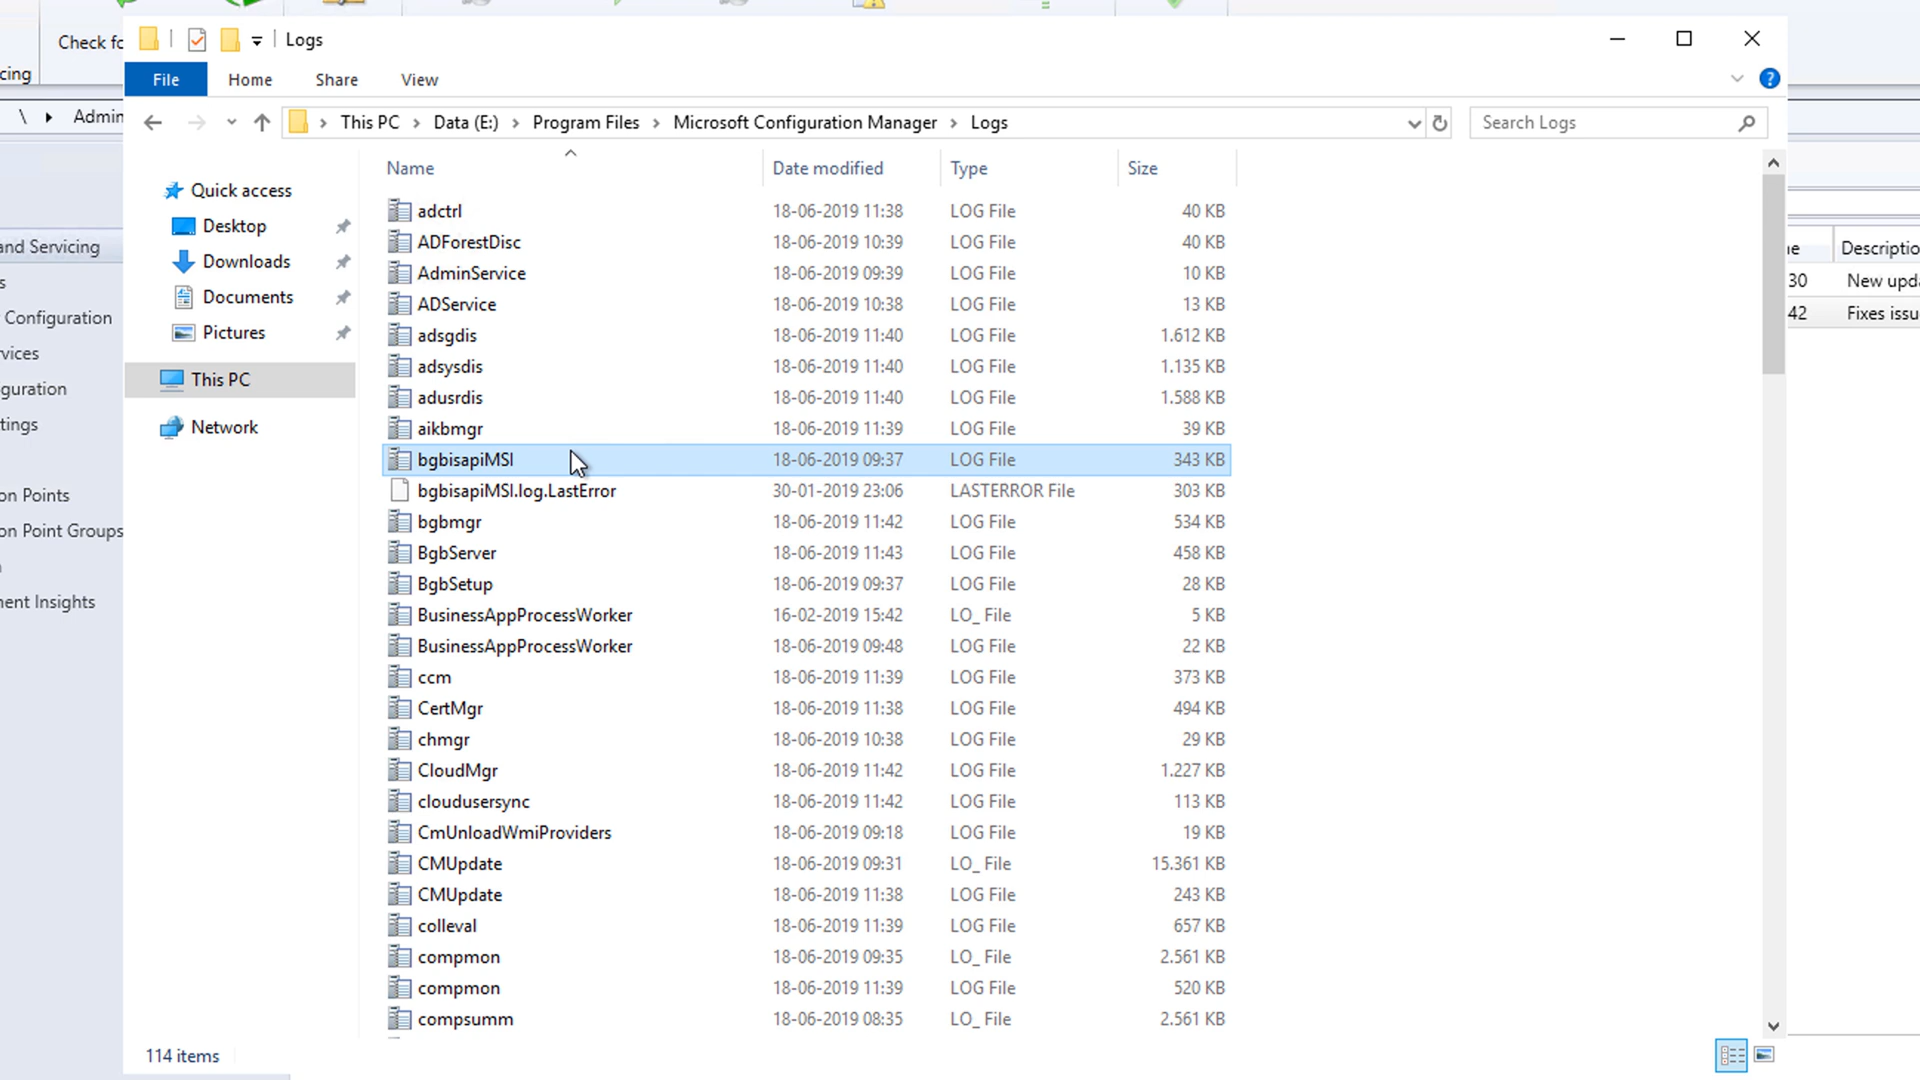 Check fo
cing
\ Admin
and Servicing
s
Configuration
rvices
guration
ttings
on Points
on Point Groups
ment Insights
Logs
File Home Share View
This PC Data (E:) Program Files Microsoft Configuration Manager Logs
Search Logs
Quick access
Desktop
Downloads
Documents
Pictures
This PC
Network
Name Date modified Type Size
adctrl 18-06-2019 11:38 LOG File 40 KB
ADForestDisc 18-06-2019 10:39 LOG File 40 KB
AdminService 18-06-2019 09:39 LOG File 10 KB
ADService 18-06-2019 10:38 LOG File 13 KB
adsgdis 18-06-2019 11:40 LOG File 1.612 KB
adsysdis 18-06-2019 11:40 LOG File 1.135 KB
adusrdis 18-06-2019 11:40 LOG File 1.588 KB
aikbmgr 18-06-2019 11:39 LOG File 39 KB
bgbisapiMSI 18-06-2019 09:37 LOG File 343 KB
bgbisapiMSI.log.LastError 30-01-2019 23:06 LASTERROR File 303 KB
bgbmgr 18-06-2019 11:42 LOG File 534 KB
BgbServer 18-06-2019 11:43 LOG File 458 KB
BgbSetup 18-06-2019 09:37 LOG File 28 KB
BusinessAppProcessWorker 16-02-2019 15:42 LO_ File 5 KB
BusinessAppProcessWorker 18-06-2019 09:48 LOG File 22 KB
ccm 18-06-2019 11:39 LOG File 373 KB
CertMgr 18-06-2019 11:38 LOG File 494 KB
chmgr 18-06-2019 10:38 LOG File 29 KB
CloudMgr 18-06-2019 11:42 LOG File 1.227 KB
cloudusersync 18-06-2019 11:42 LOG File 113 KB
CmUnloadWmiProviders 18-06-2019 09:18 LOG File 19 KB
CMUpdate 18-06-2019 09:31 LO_ File 15.361 KB
CMUpdate 18-06-2019 11:38 LOG File 243 KB
colleval 18-06-2019 11:39 LOG File 657 KB
compmon 18-06-2019 09:35 LO_ File 2.561 KB
compmon 18-06-2019 11:39 LOG File 520 KB
compsumm 18-06-2019 08:35 LO_ File 2.561 KB
114 items
ne Descriptio
30 New upda
42 Fixes issu